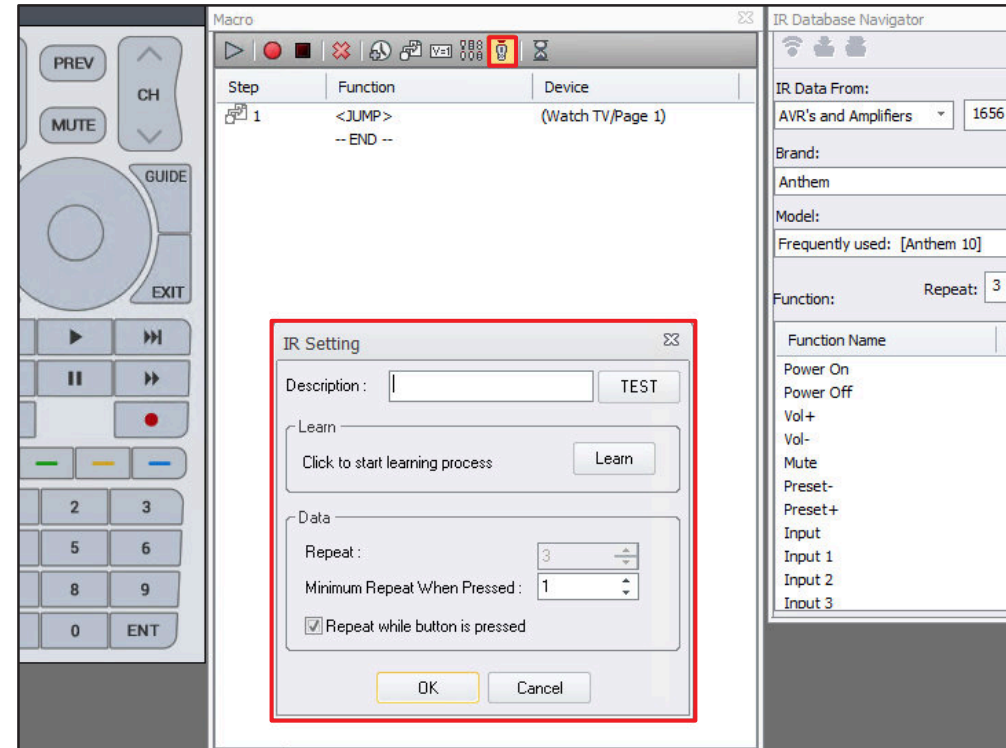 PREV
CH
MUTE
GUIDE
EXIT
2
3
5
6
8
9
0
ENT
Macro
V=1
Step Function Device
1 <JUMP> (Watch TV/Page 1)
-- END --
IR Setting
Description :
TEST
Learn
Click to start learning process
Learn
Data
Repeat :
3
Minimum Repeat When Pressed :
1
Repeat while button is pressed
OK
Cancel
IR Database Navigator
IR Data From:
AVR's and Amplifiers
1656
Brand:
Anthem
Model:
Frequently used: [Anthem 10]
Function:
Repeat: 3
Function Name
Power On
Power Off
Vol+
Vol-
Mute
Preset-
Preset+
Input
Input 1
Input 2
Input 3